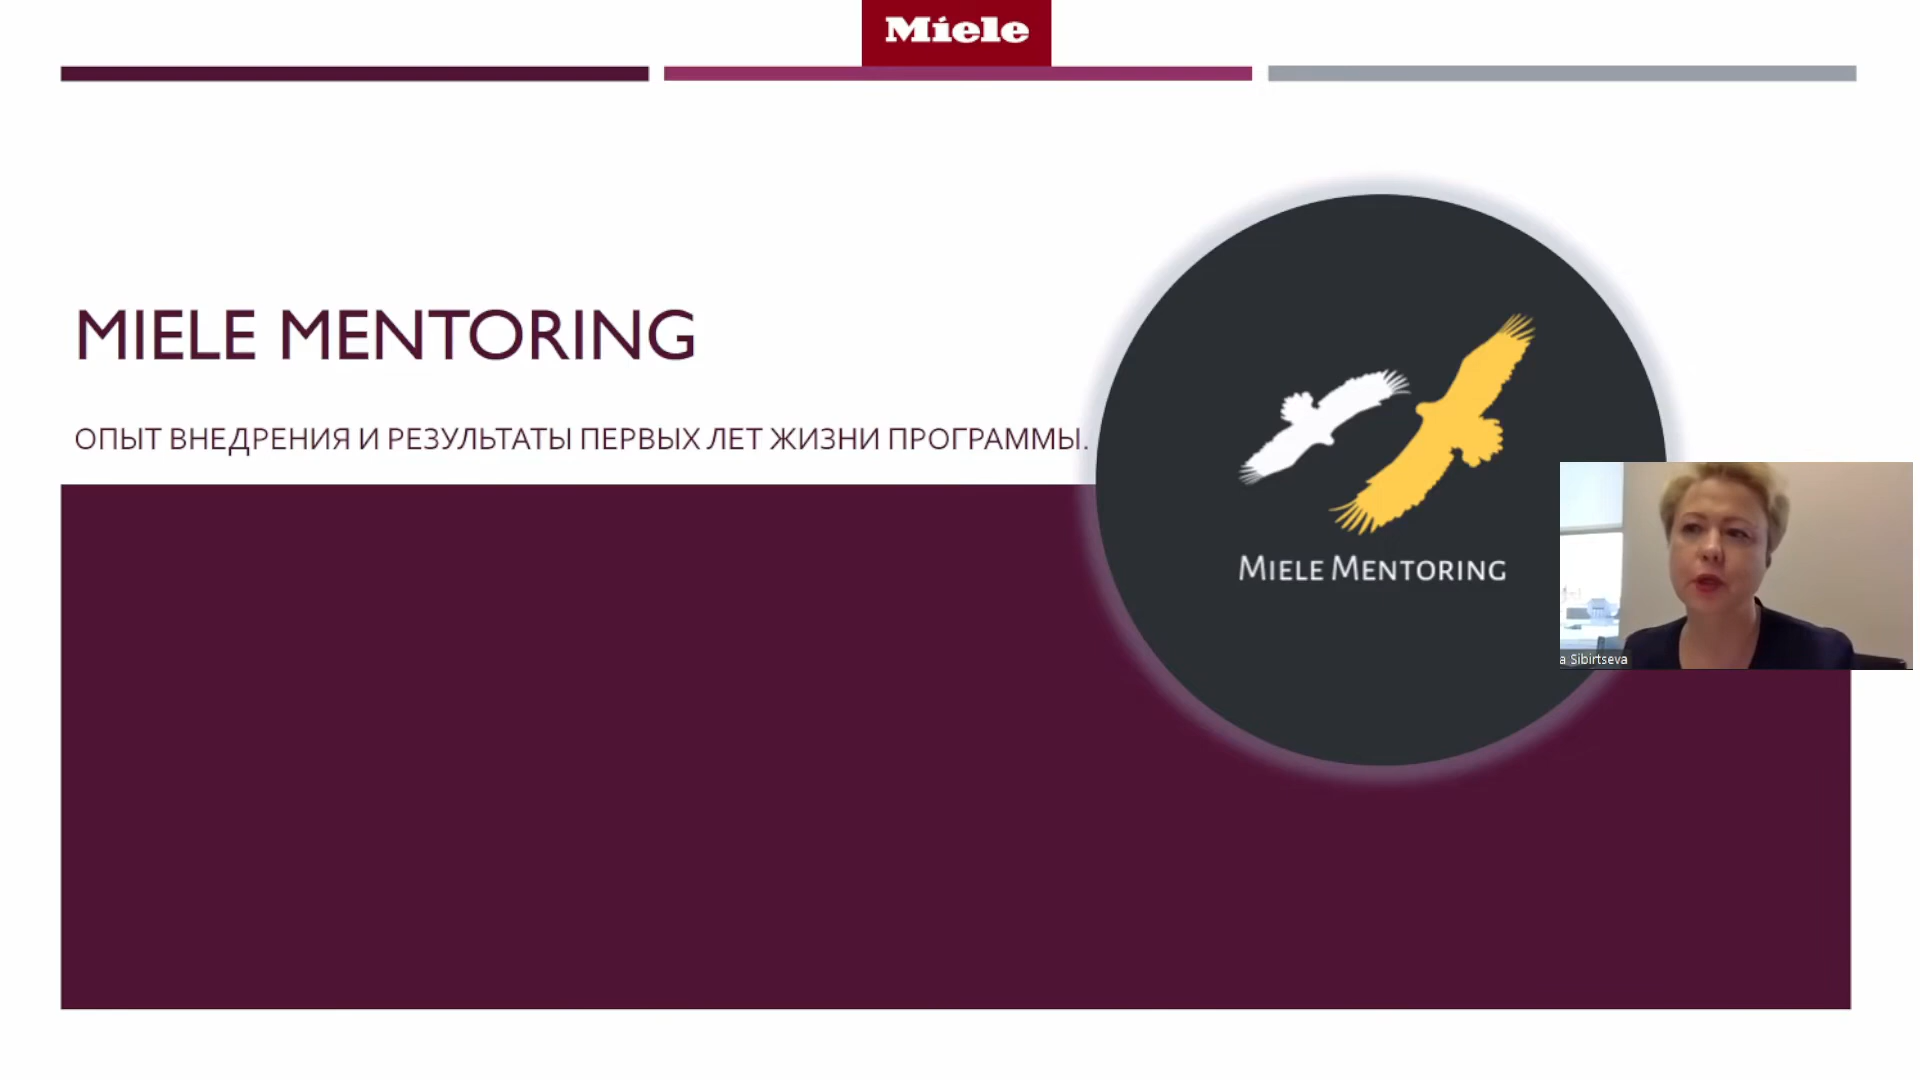 Miele
MIELE MENTORING
ОПЫТ ВНЕДРЕНИЯ И РЕЗУЛЬТАТЫ ПЕРВЫХ ЛЕТ ЖИЗНИ ПРОГРАММЫ.
MIELE MENTORING
a Sibirtseva